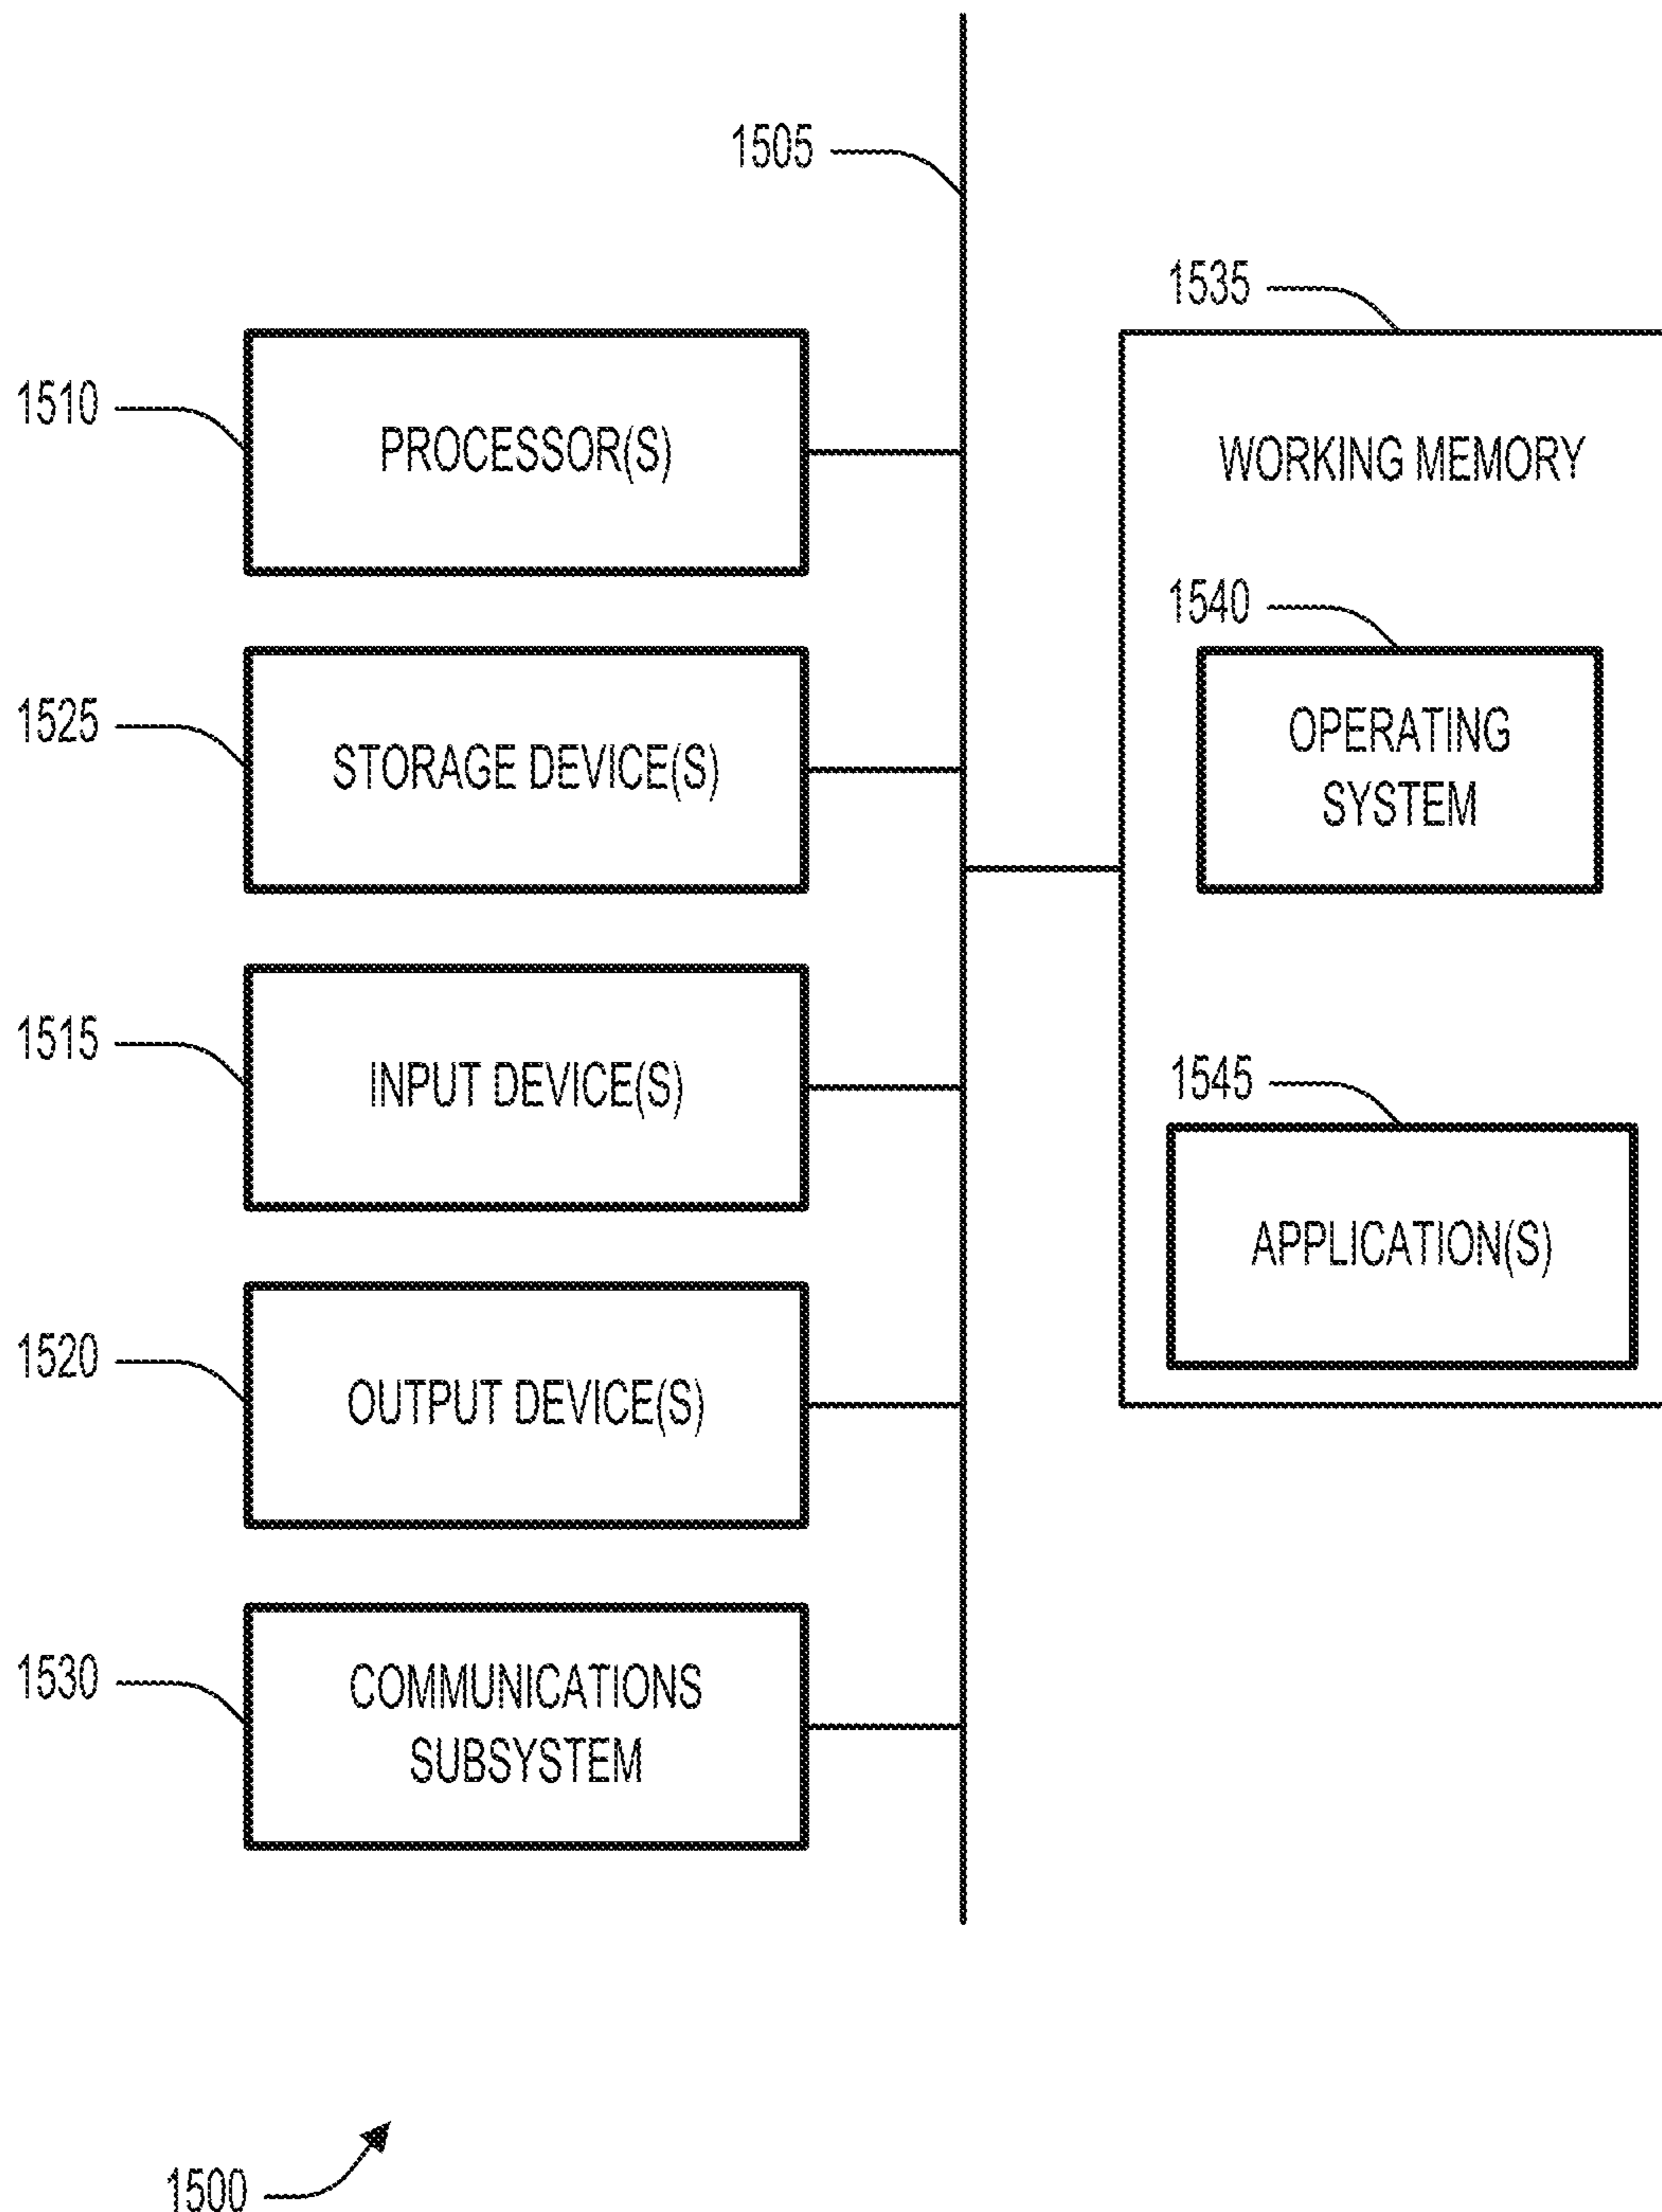 1505
1535
1510
PROCESSOR(S)
WORKING MEMORY
1540
1525
STORAGE DEVICE(S)
OPERATING
SYSTEM
1515
INPUT DEVICE(S)
1545
APPLICATION(S)
1520
OUTPUT DEVICE(S)
1530
COMMUNICATIONS
SUBSYSTEM
1500